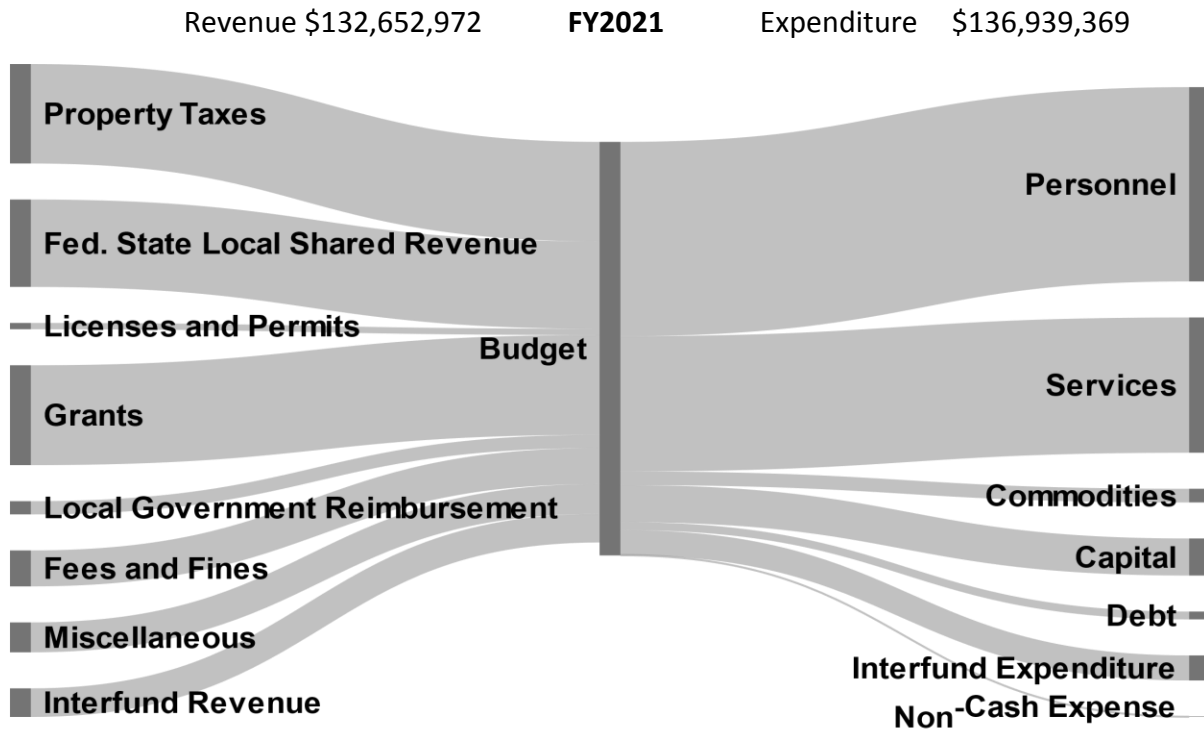 Revenue $132,652,972 FY2021 Expenditure $136,939,369
Property Taxes
Fed. State Local Shared Revenue
Licenses and Permits
Grants
Local Government Reimbursement
Fees and Fines
Miscellaneous
Interfund Revenue
Budget
Personnel
Services
Commodities
Capital
Debt
Interfund Expenditure
Non-Cash Expense